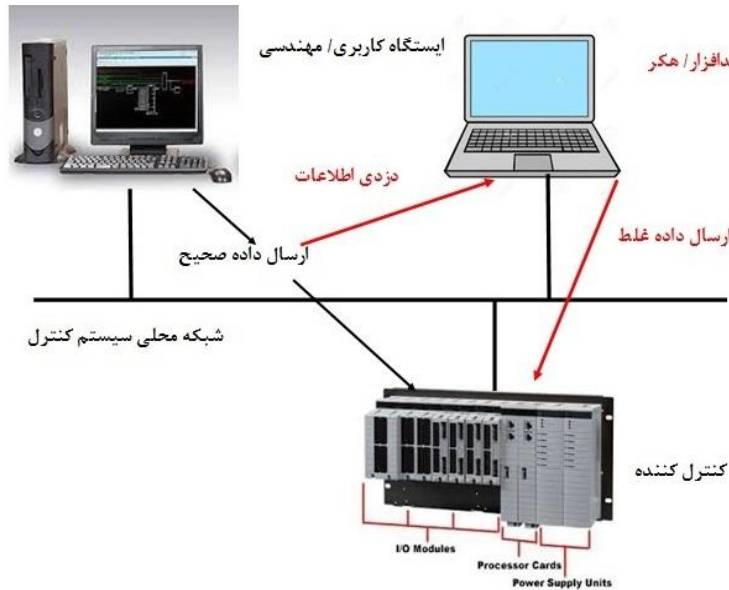 ایستگاه کاربری/ مهندسی
دافزار/ هکر
دزدی اطلاعات
ارسال داده صحیح
ارسال داده غلط
شبکه محلی سیستم کنترل
کنترل کننده
I/O Modules
Processor Cards
Power Supply Units